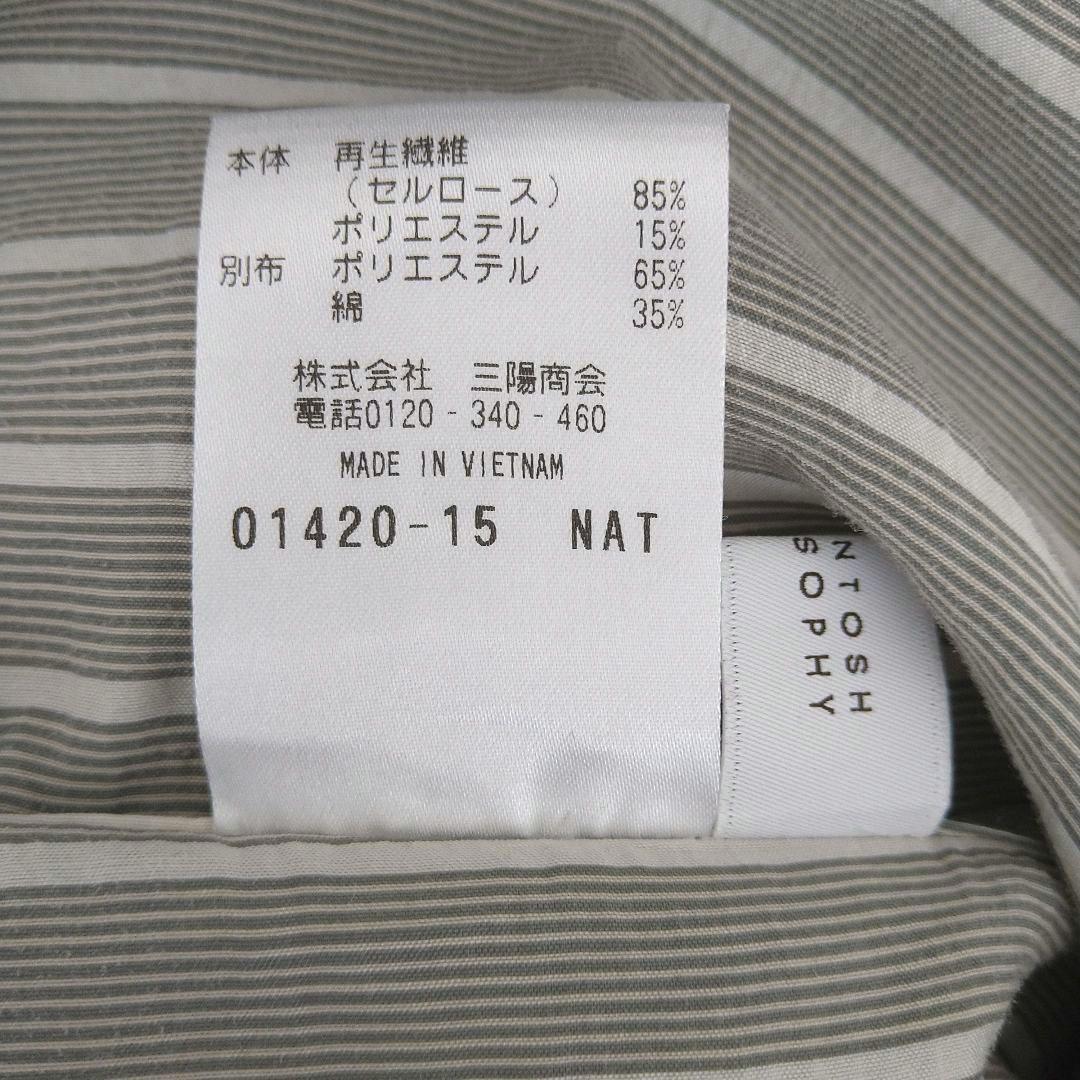 本体 再生繊維
(セルロース) 85%
ポリエステル 15%
別布 ポリエステル 65%
綿 35%
株式会社 三陽商会
電話0120-340-460
MADE IN VIETNAM
01420-15 NAT
NTOSH
SOPHY